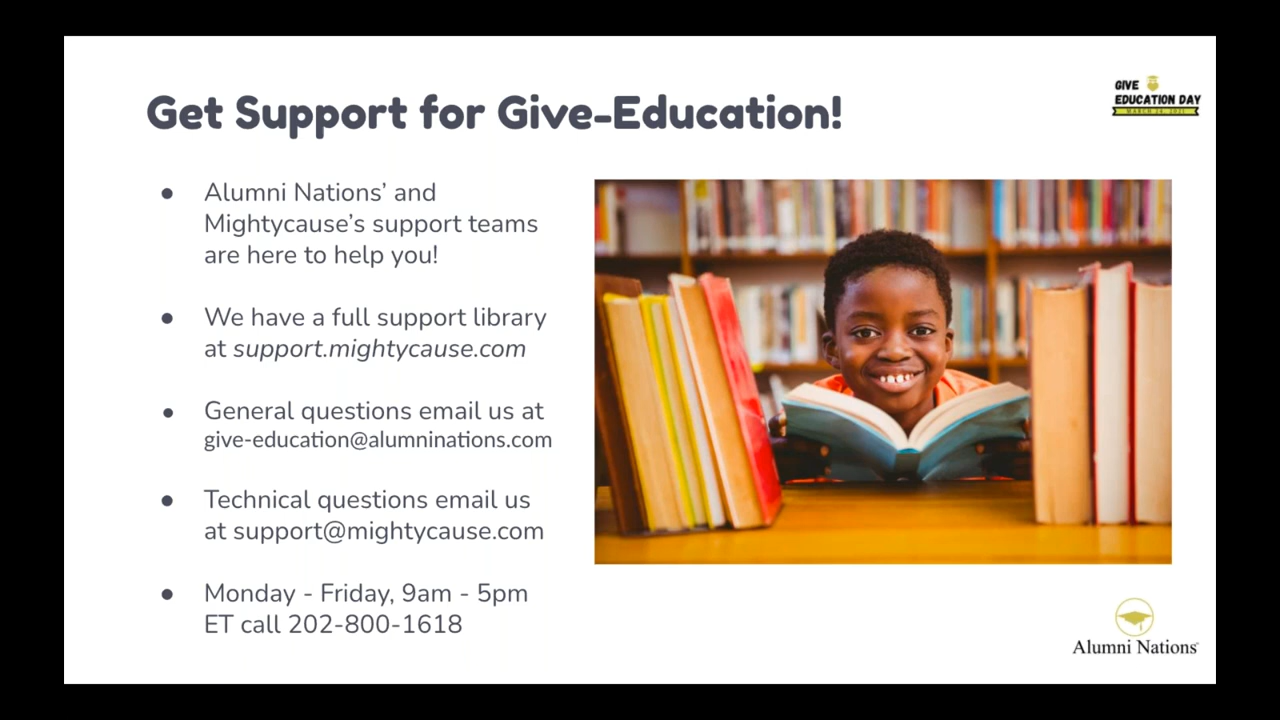 Get Support for Give-Education!
GIVE
EDUCATION DAY
● Alumni Nations’ and
Mightycause’s support teams
are here to help you!
● We have a full support library
at support.mightycause.com
● General questions email us at
give-education@alumninations.com
● Technical questions email us
at support@mightycause.com
● Monday - Friday, 9am - 5pm
ET call 202-800-1618
Alumni Nations